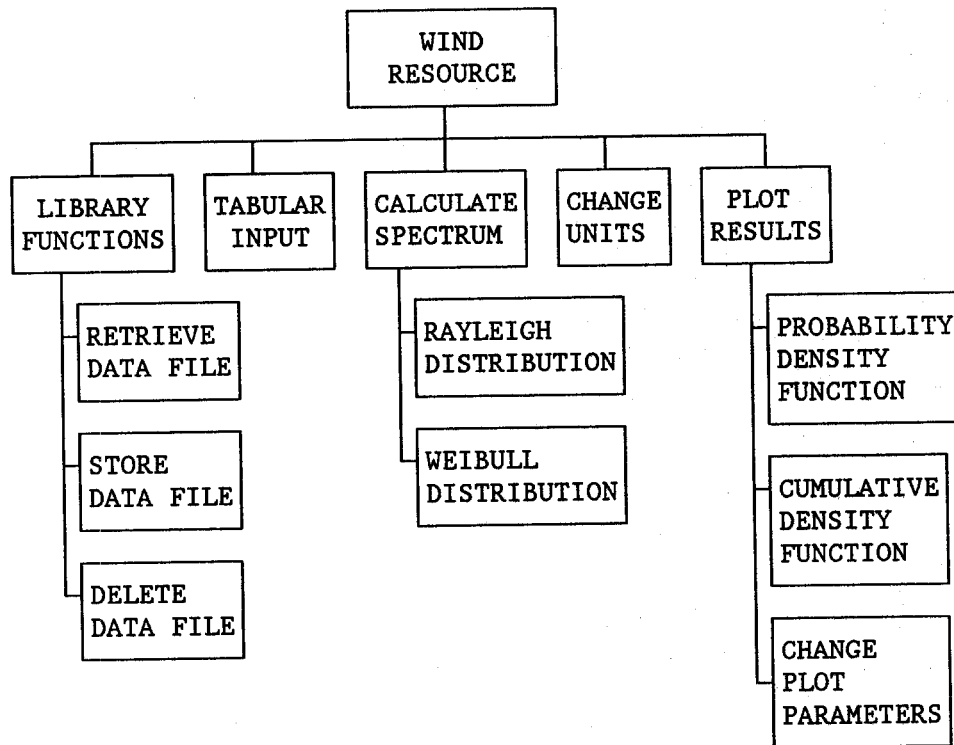 WIND
RESOURCE
LIBRARY
FUNCTIONS
TABULAR
INPUT
CALCULATE
SPECTRUM
CHANGE
UNITS
PLOT
RESULTS
RETRIEVE
DATA FILE
STORE
DATA FILE
DELETE
DATA FILE
RAYLEIGH
DISTRIBUTION
WEIBULL
DISTRIBUTION
PROBABILITY
DENSITY
FUNCTION
CUMULATIVE
DENSITY
FUNCTION
CHANGE
PLOT
PARAMETERS